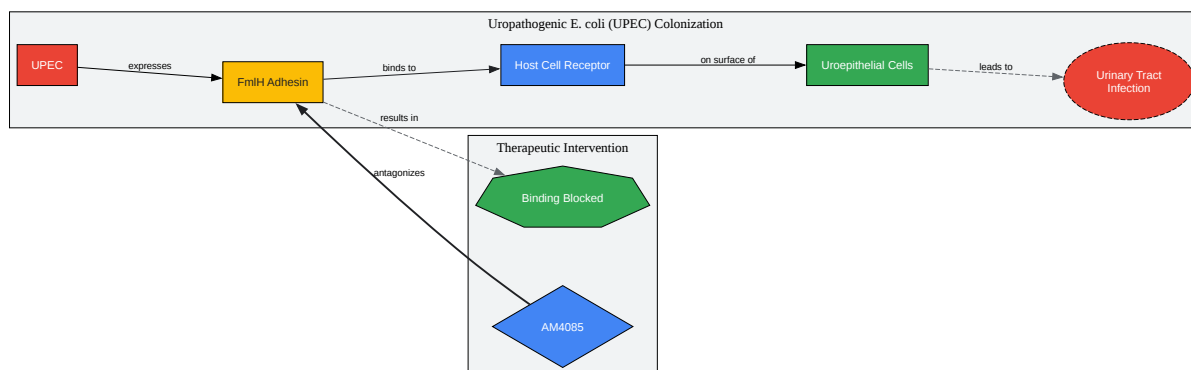 Uropathogenic E. coli (UPEC) Colonization
UPEC
expresses
FmlH Adhesin
binds to
Host Cell Receptor
on surface of
Uroepithelial Cells
leads to
Urinary Tract
Infection
results in
antagonizes
Therapeutic Intervention
Binding Blocked
AM4085